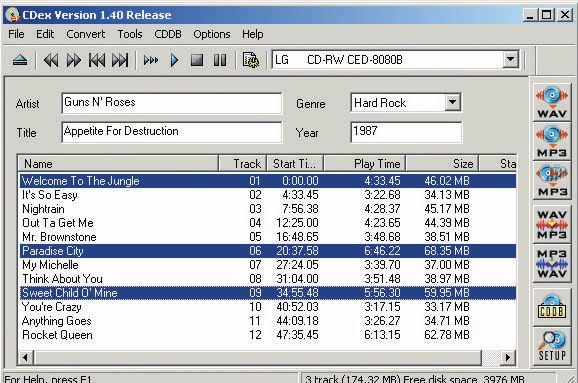 CDex Version 1.40 Release
File Edit Convert Tools CDDB Options Help
LG CD-RW CED-8080B
Artist Guns N' Roses Genre Hard Rock
Title Appetite For Destruction Year 1987
Name Track Start Ti... Play Time Size Sta
Welcome To The Jungle 01 0:00.00 4:33.45 46.02 MB
It's So Easy 02 4:33.45 3:22.68 34.13 MB
Nightrain 03 7:56.38 4:28.37 45.17 MB
Out Ta Get Me 04 12:25.00 4:23.65 44.39 MB
Mr. Brownstone 05 16:48.65 3:48.68 38.51 MB
Paradise City 06 20:37.58 6:46.22 68.35 MB
My Michelle 07 27:24.05 3:39.70 37.00 MB
Think About You 08 31:04.00 3:51.48 38.97 MB
Sweet Child O' Mine 09 34:55.48 5:56.30 59.95 MB
You're Crazy 10 40:52.03 3:17.15 33.17 MB
Anything Goes 11 44:09.18 3:26.27 34.71 MB
Rocket Queen 12 47:35.45 6:13.15 62.78 MB
WAV
MP3
MP3
WAV
MP3
MP3
WAV
CDDB
SETUP
For Help, press F1 3 track (174.32 MB) Free disk space, 3976 MB